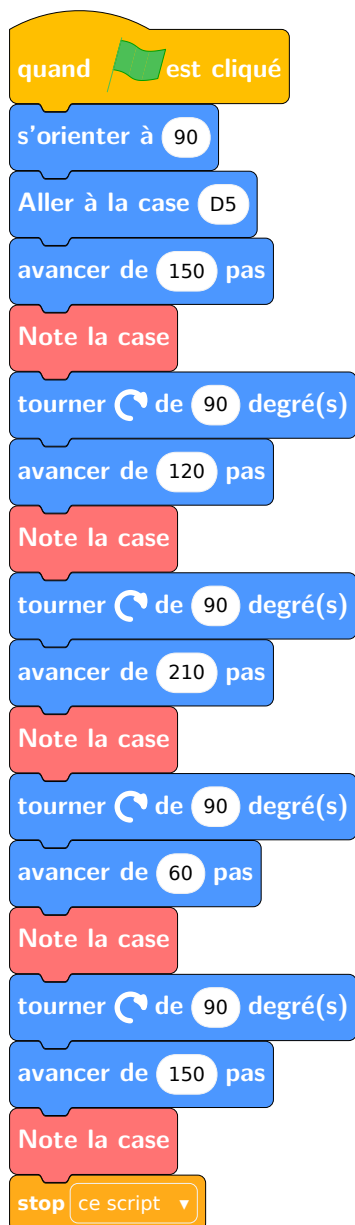 quand est cliqué
s'orienter à 90
Aller à la case D5
avancer de 150 pas
Note la case
tourner de 90 degré(s)
avancer de 120 pas
Note la case
tourner de 90 degré(s)
avancer de 210 pas
Note la case
tourner de 90 degré(s)
avancer de 60 pas
Note la case
tourner de 90 degré(s)
avancer de 150 pas
Note la case
stop ce script